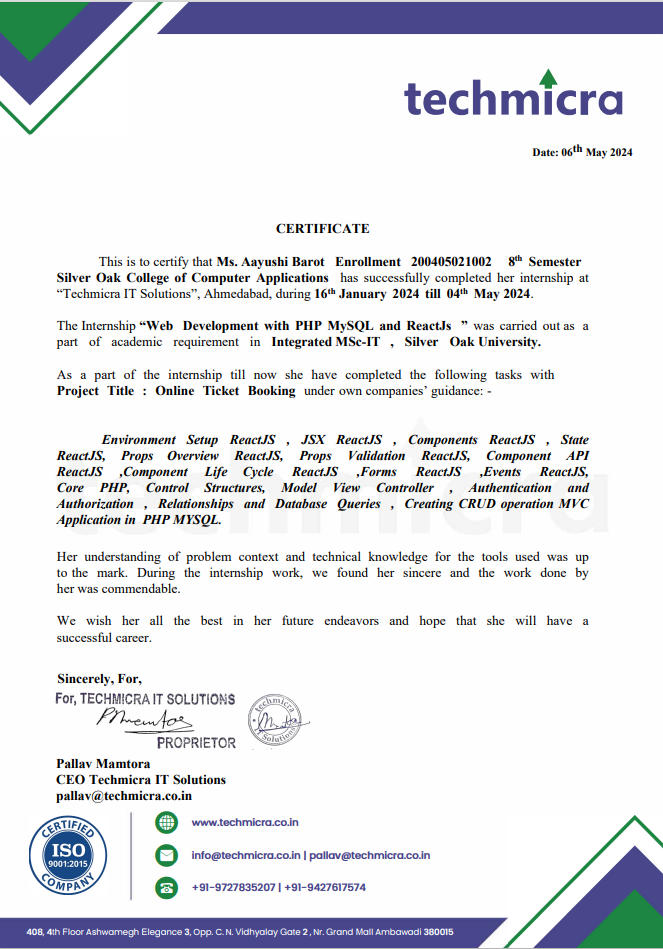 techmicra
Date: 06th May 2024
CERTIFICATE
This is to certify that Ms. Aayushi Barot Enrollment 200405021002 8th Semester
Silver Oak College of Computer Applications has successfully completed her internship at
“Techmicra IT Solutions”, Ahmedabad, during 16th January 2024 till 04th May 2024.
The Internship “Web Development with PHP MySQL and ReactJs ” was carried out as a
part of academic requirement in Integrated MSc-IT , Silver Oak University.
As a part of the internship till now she have completed the following tasks with
Project Title : Online Ticket Booking under own companies’ guidance: -
Environment Setup ReactJS , JSX ReactJS , Components ReactJS , State
ReactJS, Props Overview ReactJS, Props Validation ReactJS, Component API
ReactJS ,Component Life Cycle ReactJS ,Forms ReactJS ,Events ReactJS,
Core PHP, Control Structures, Model View Controller , Authentication and
Authorization , Relationships and Database Queries , Creating CRUD operation MVC
Application in PHP MYSQL.
Her understanding of problem context and technical knowledge for the tools used was up
to the mark. During the internship work, we found her sincere and the work done by
her was commendable.
We wish her all the best in her future endeavors and hope that she will have a
successful career.
Sincerely, For,
For, TECHMICRA IT SOLUTIONS
PROPRIETOR
techmicra
IT Solutions
Pallav Mamtora
CEO Techmicra IT Solutions
pallav@techmicra.co.in
CERTIFIED
ISO
9001:2015
COMPANY
www.techmicra.co.in
info@techmicra.co.in | pallav@techmicra.co.in
+91-9727835207 | +91-9427617574
408, 4th Floor Ashwamegh Elegance 3, Opp. C. N. Vidhyalay Gate 2 , Nr. Grand Mall Ambawadi 380015